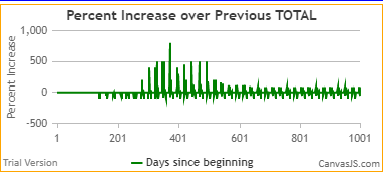 Percent Increase over Previous TOTAL
Percent Increase
1,000
500
0
-500
1
201
401
601
801
1001
Days since beginning
Trial Version
CanvasJS.com